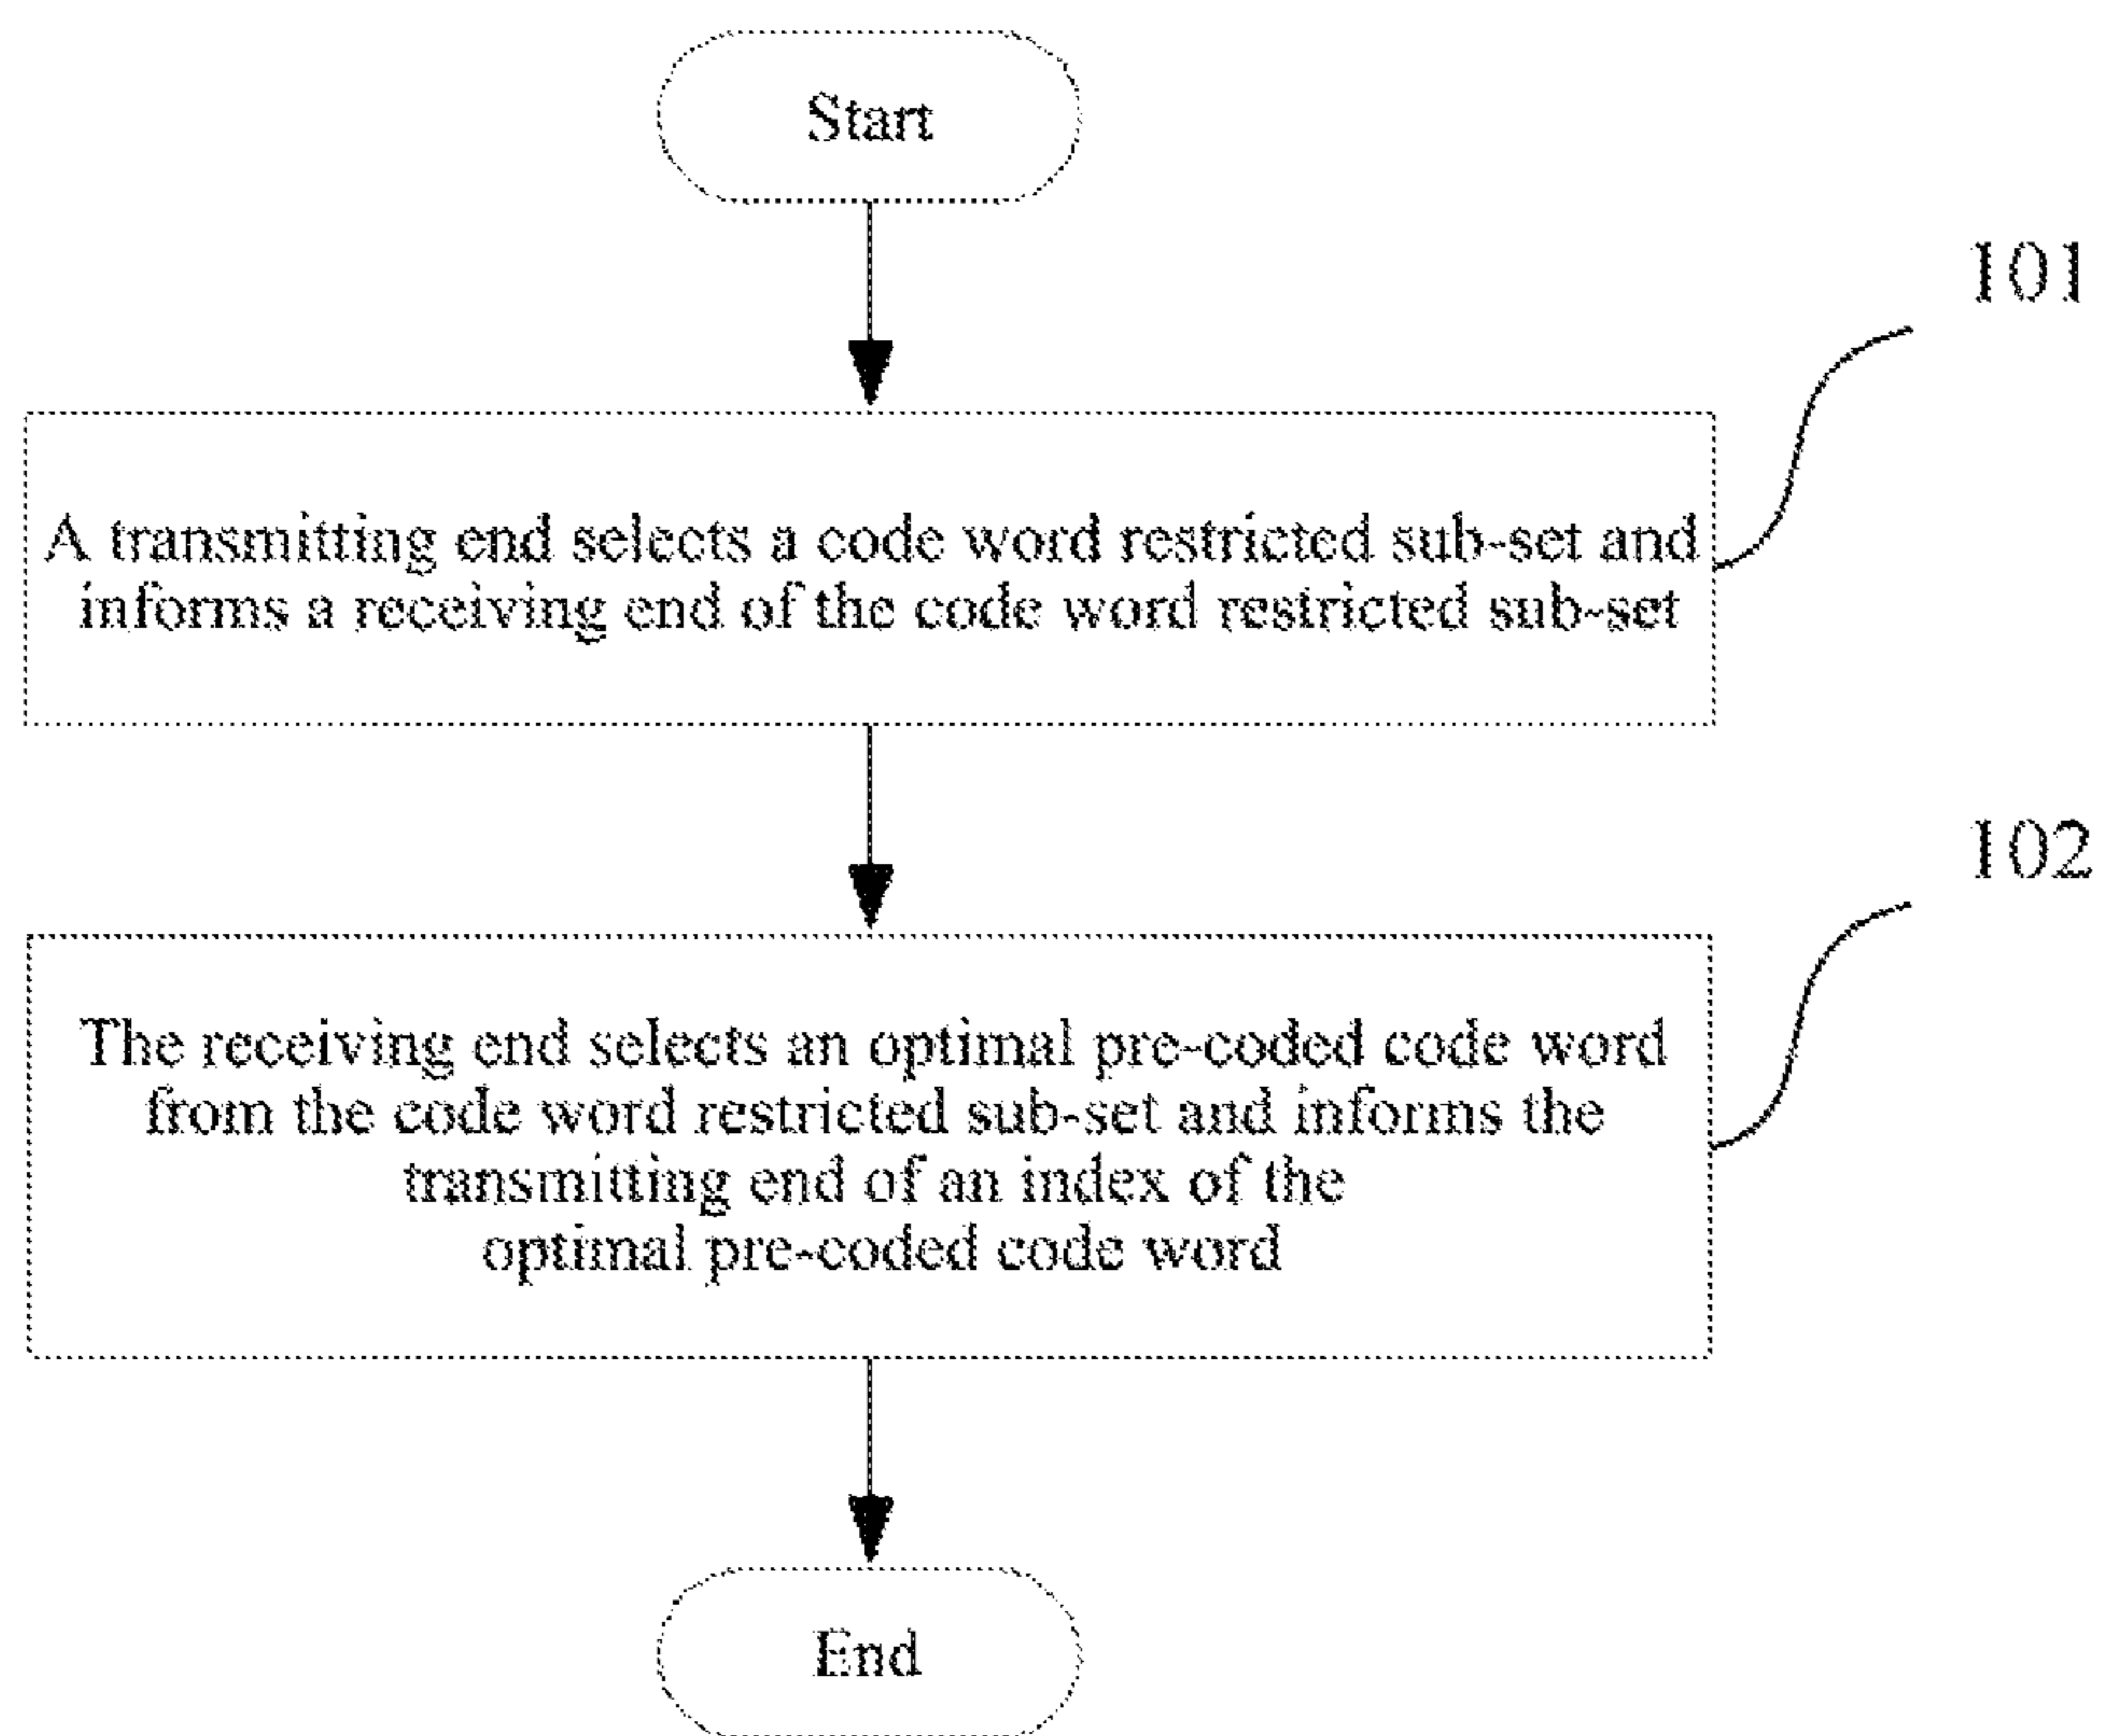 Start
101
A transmitting end selects a code word restricted sub-set and
informs a receiving end of the code word restricted sub-set
102
The receiving end selects an optimal pre-coded code word
from the code word restricted sub-set and informs the
transmitting end of an index of the
optimal pre-coded code word
End